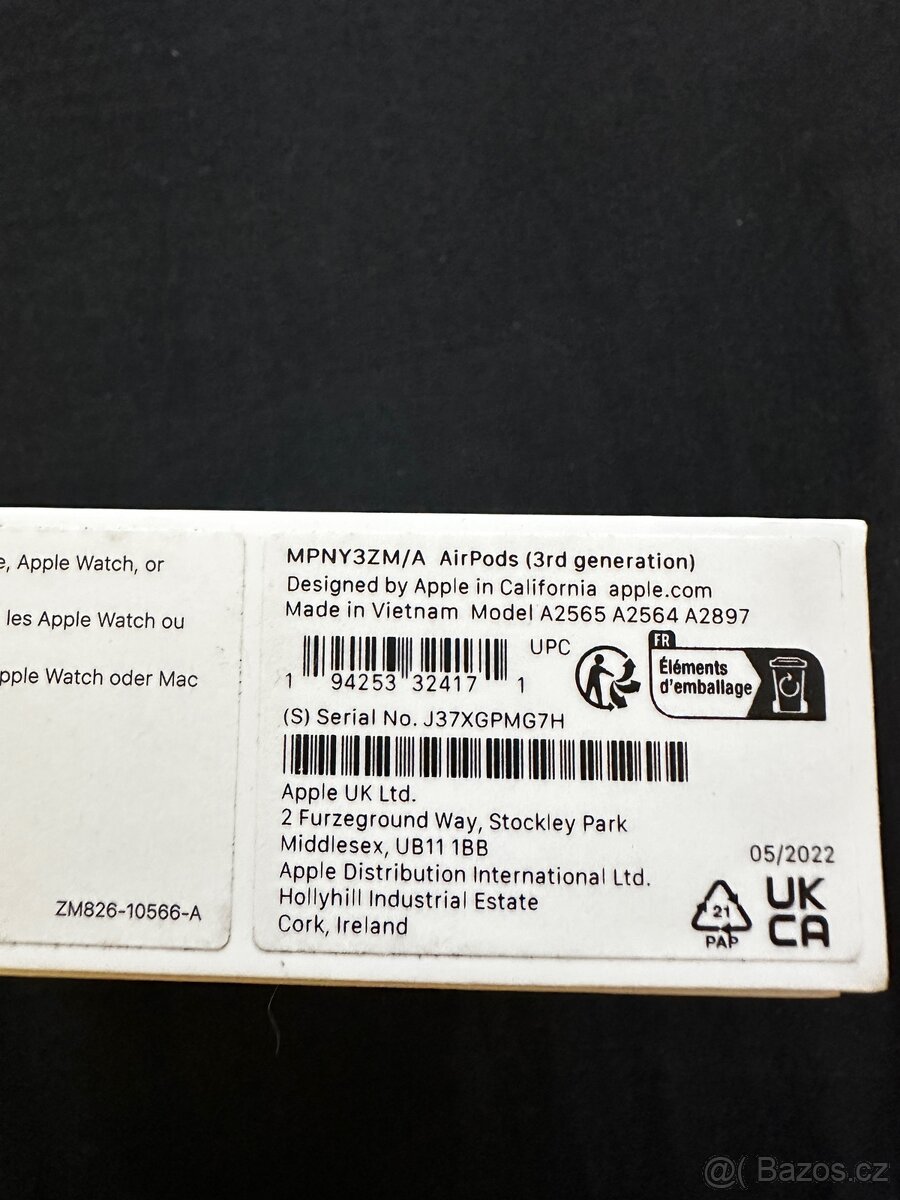 e, Apple Watch, or
les Apple Watch ou
pple Watch oder Mac
ZM826-10566-A
MPNY3ZM/A AirPods (3rd generation)
Designed by Apple in California apple.com
Made in Vietnam Model A2565 A2564 A2897
UPC
1 94253 32417 1
FR
Éléments
d'emballage
(S) Serial No. J37XGPMG7H
Apple UK Ltd.
2 Furzeground Way, Stockley Park
Middlesex, UB11 1BB
Apple Distribution International Ltd.
Hollyhill Industrial Estate
Cork, Ireland
05/2022
21
PAP
UK
CA
@( Bazos.cz